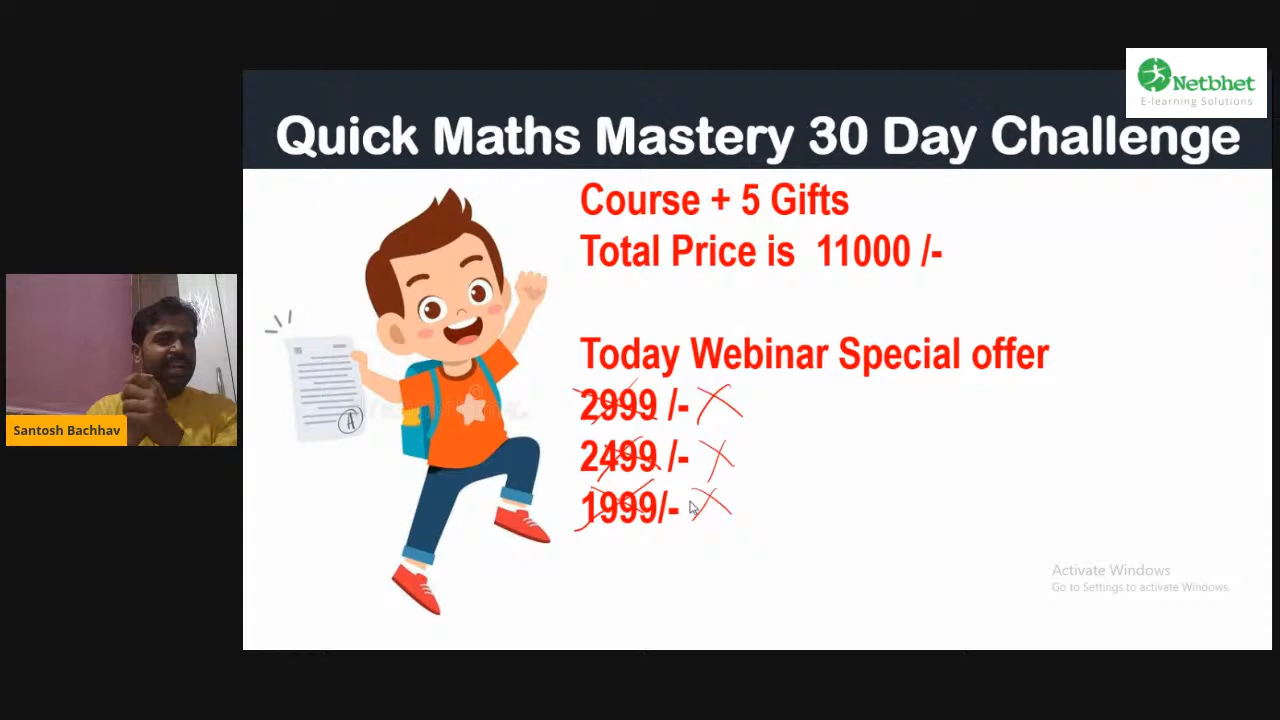 Netbhet
E-learning Solutions
Quick Maths Mastery 30 Day Challenge
Course + 5 Gifts
Total Price is 11000 /-
Today Webinar Special offer
2999 /- X
2499 /- X
1999/- X
A
Santosh Bachhav
Activate Windows
Go to Settings to activate Windows.